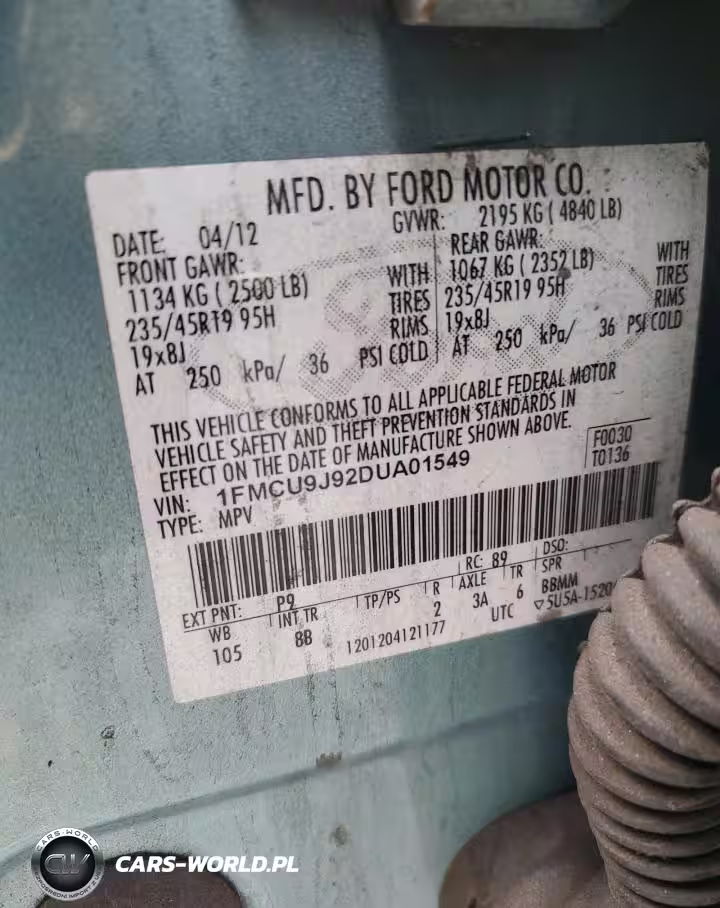 MFD. BY FORD MOTOR CO.
DATE: 04/12 GVWR: 2195 KG ( 4840 LB)
FRONT GAWR: REAR GAWR:
1134 KG ( 2500 LB) WITH 1067 KG ( 2352 LB) WITH
235/45R19 95H TIRES 235/45R19 95H TIRES
19x8J RIMS 19x8J RIMS
AT 250 kPa/ 36 PSI COLD AT 250 kPa/ 36 PSI COLD
THIS VEHICLE CONFORMS TO ALL APPLICABLE FEDERAL MOTOR
VEHICLE SAFETY AND THEFT PREVENTION STANDARDS IN
EFFECT ON THE DATE OF MANUFACTURE SHOWN ABOVE.
F0030
VIN: 1FMCU9J92DUA01549
T0136
TYPE: MPV
EXT PNT: P9 RC: 89 DSO:
WB INT TR TP/PS R AXLE TR SPR
105 8B 2 3A 6 BBMM
1201204121177 UTC ▽5U5A-1520
CARS-WORLD
CW
CARS-WORLD.PL